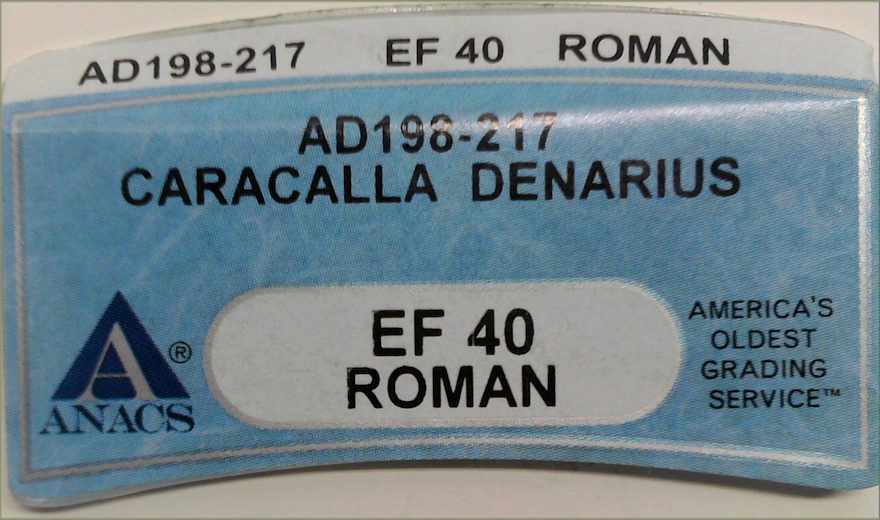 AD198-217 EF 40 ROMAN
AD198-217
CARACALLA DENARIUS
EF 40
ROMAN
A®
ANACS
AMERICA'S
OLDEST
GRADING
SERVICE™